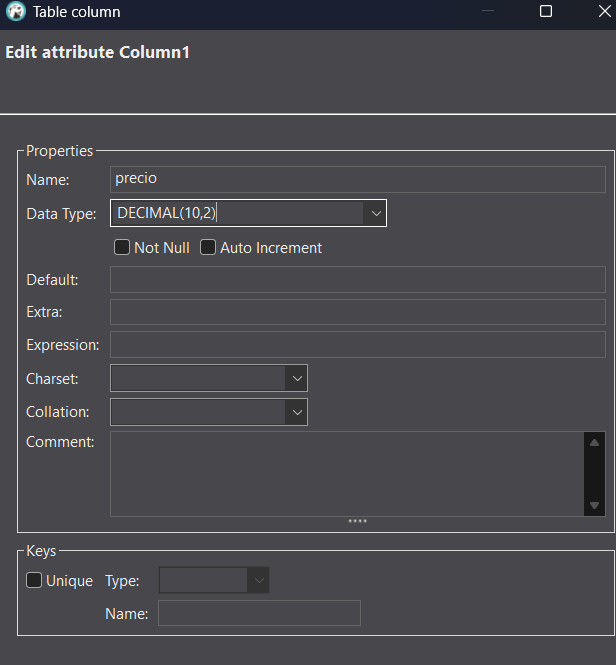 Table column
Edit attribute Column1
Properties
Name: precio
Data Type: DECIMAL(10,2)
Not Null Auto Increment
Default:
Extra:
Expression:
Charset:
Collation:
Comment:
Keys
Unique Type:
Name: